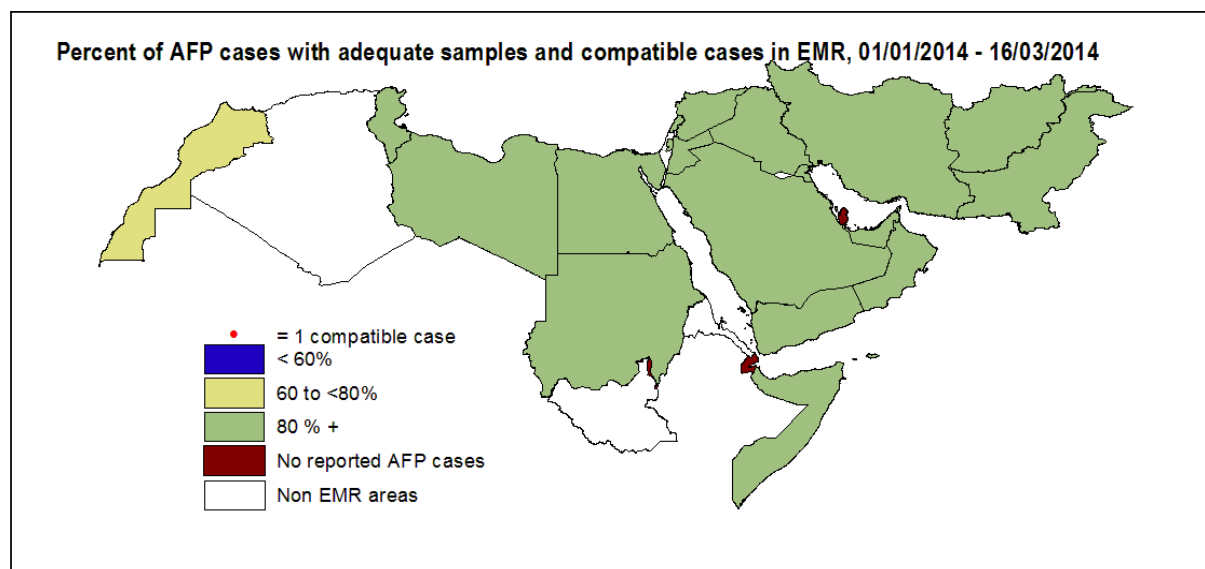 Percent of AFP cases with adequate samples and compatible cases in EMR, 01/01/2014 - 16/03/2014
= 1 compatible case
< 60%
60 to <80%
80 % +
No reported AFP cases
Non EMR areas